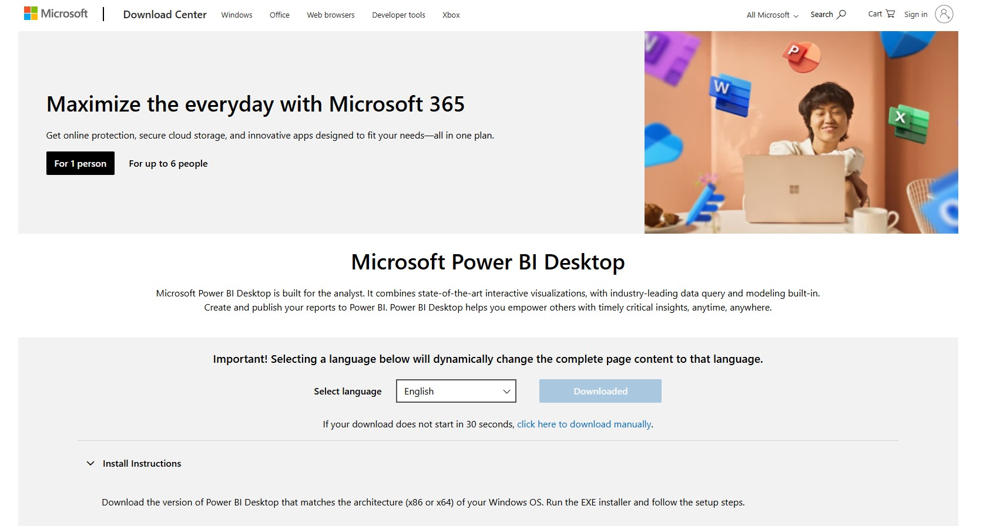 Microsoft
Download Center
Windows
Office
Web browsers
Developer tools
Xbox
All Microsoft
Search
Cart
Sign in
Maximize the everyday with Microsoft 365
Get online protection, secure cloud storage, and innovative apps designed to fit your needs—all in one plan.
For 1 person
For up to 6 people
N
W
P
X
Microsoft Power BI Desktop
Microsoft Power BI Desktop is built for the analyst. It combines state-of-the-art interactive visualizations, with industry-leading data query and modeling built-in.
Create and publish your reports to Power BI. Power BI Desktop helps you empower others with timely critical insights, anytime, anywhere.
Important! Selecting a language below will dynamically change the complete page content to that language.
Select language
English
Downloaded
If your download does not start in 30 seconds, click here to download manually.
Install Instructions
Download the version of Power BI Desktop that matches the architecture (x86 or x64) of your Windows OS. Run the EXE installer and follow the setup steps.